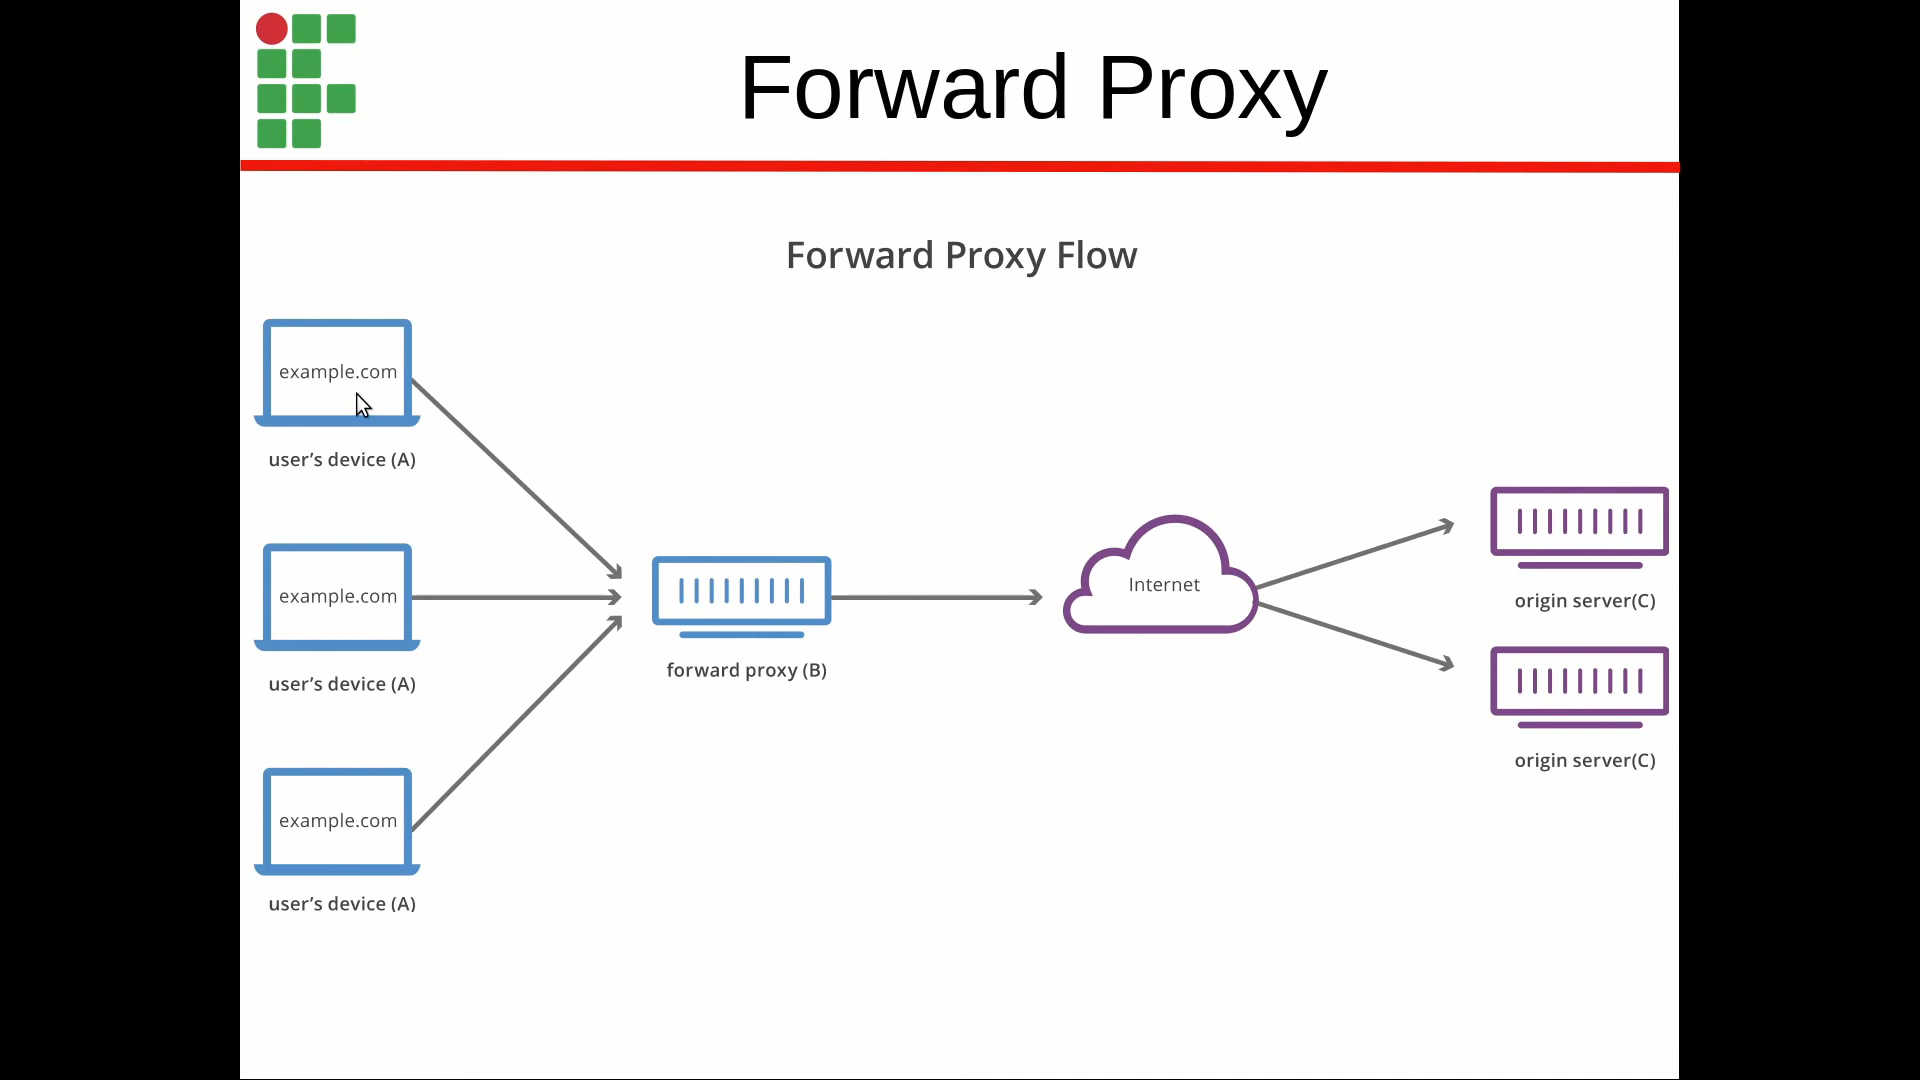 Forward Proxy
Forward Proxy Flow
example.com
user’s device (A)
example.com
user’s device (A)
example.com
user’s device (A)
forward proxy (B)
Internet
origin server(C)
origin server(C)